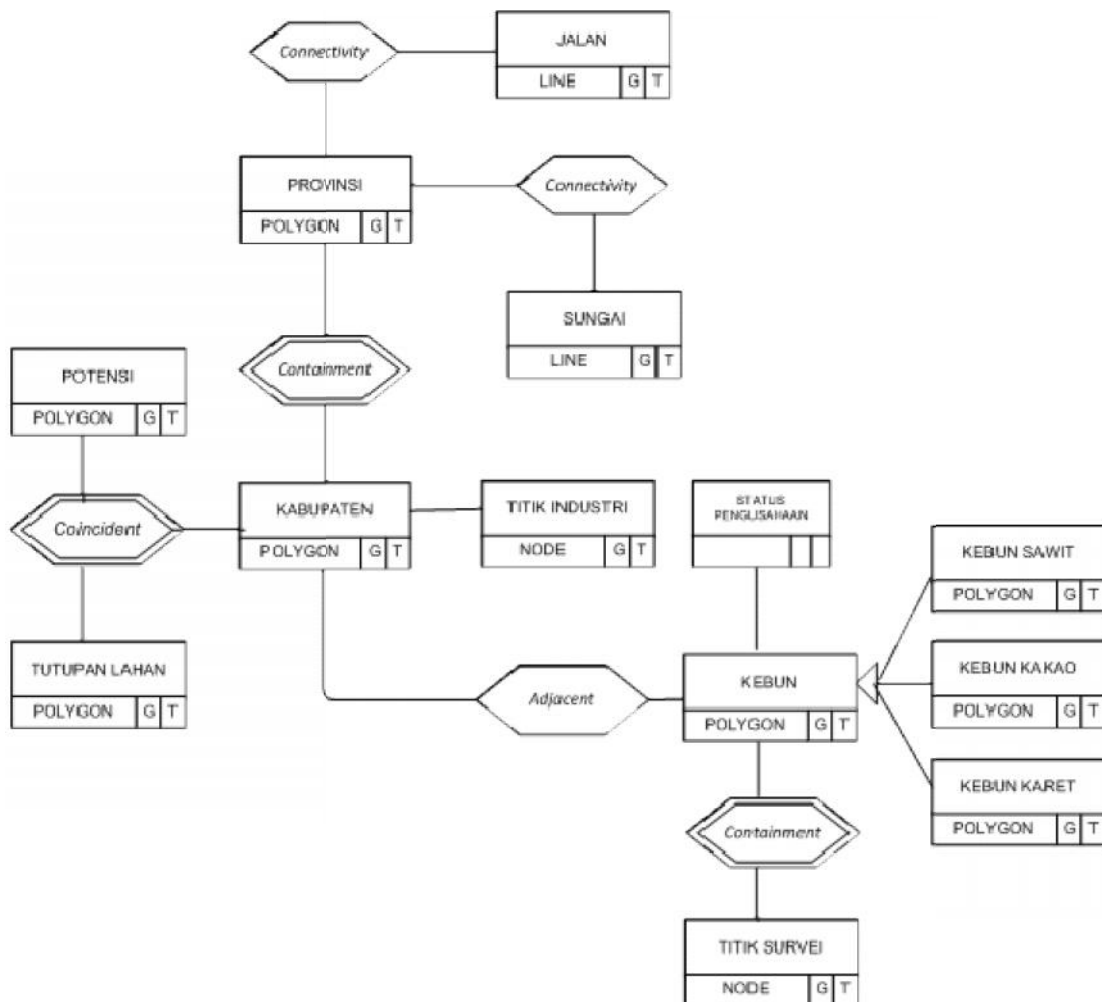 Connectivity
JALAN
LINE G T
PROVINSI
POLYGON G T
Connectivity
SUNGAI
LINE G T
Containment
POTENSI
POLYGON G T
Coincident
KABUPATEN
POLYGON G T
TITIK INDUSTRI
NODE G T
STATUS
PENGUSAHAAN
TUTUPAN LAHAN
POLYGON G T
Adjacent
KEBUN
POLYGON G T
KEBUN SAWIT
POLYGON G T
KEBUN KAKAO
POLYGON G T
KEBUN KARET
POLYGON G T
Containment
TITIK SURVEI
NODE G T